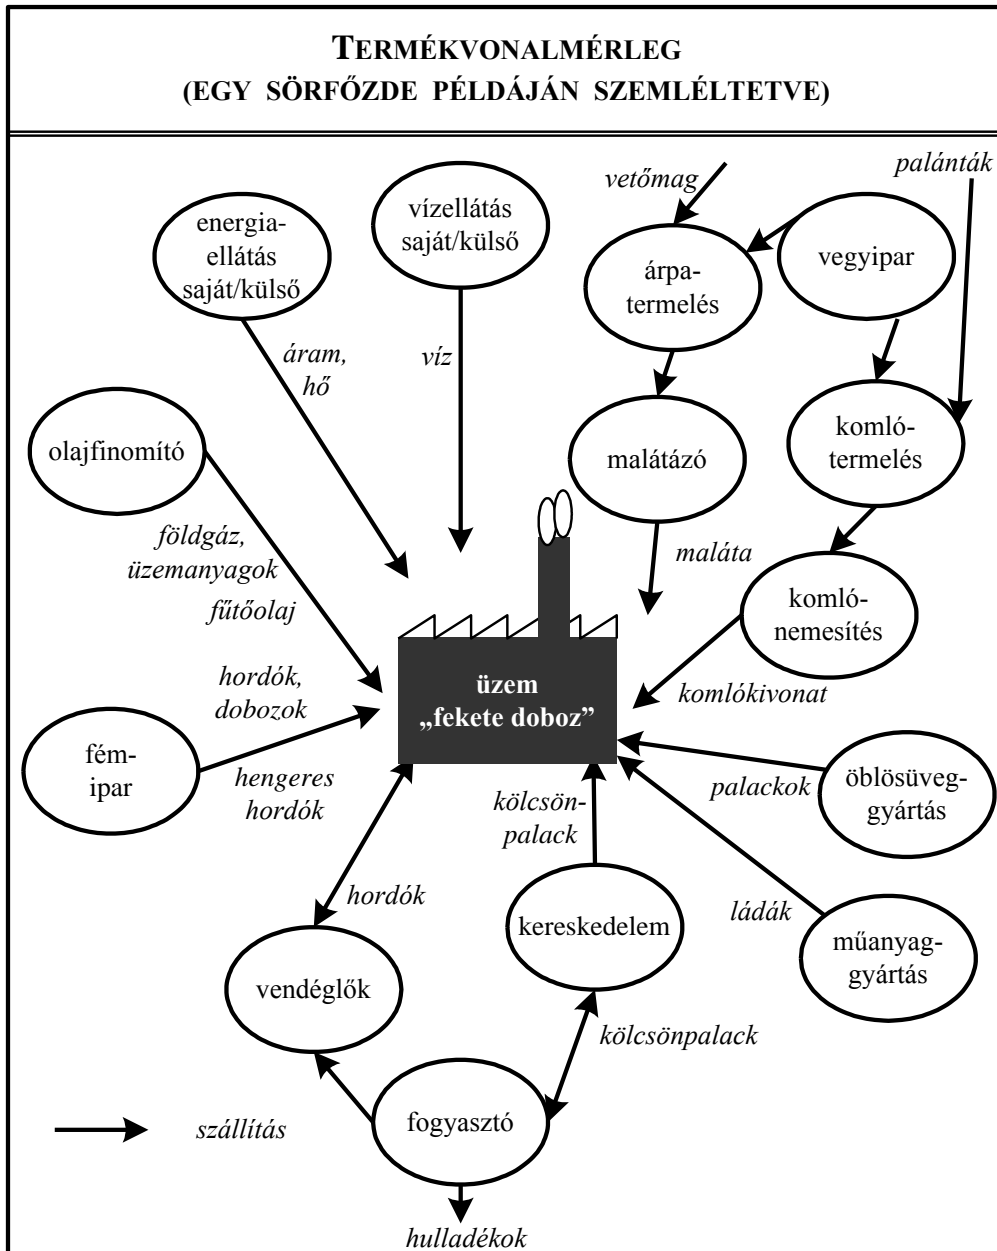 TERMÉKVONALMÉRLEG
(EGY SÖRFŐZDE PÉLDÁJÁN SZEMLÉLTETVE)
vetőmag
palánták
energia-
ellátás
saját/külső
vízellátás
saját/külső
árpa-
termelés
vegyipar
áram,
hő
víz
olajfinomító
malátázó
komló-
termelés
földgáz,
üzemanyagok
fűtőolaj
maláta
komló-
nemesítés
hordók,
dobozok
üzem
„fekete doboz”
komlókivonat
fém-
ipar
hengeres
hordók
kölcsön-
palack
palackok
öblösüveg-
gyártás
hordók
kereskedelem
ládák
műanyag-
gyártás
vendéglők
kölcsönpalack
szállítás
fogyasztó
hulladékok